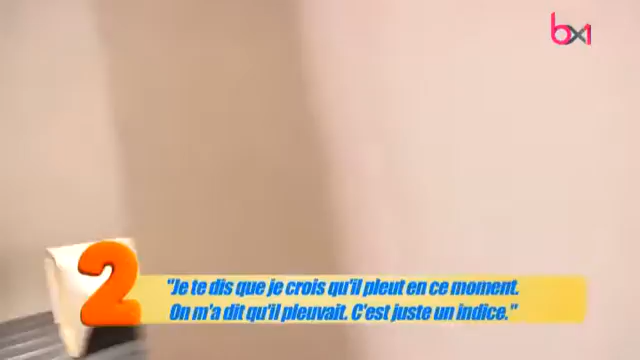 bx1
2
"Je te dis que je crois qu'il pleut en ce moment.
On m'a dit qu'il pleuvait. C'est juste un indice."